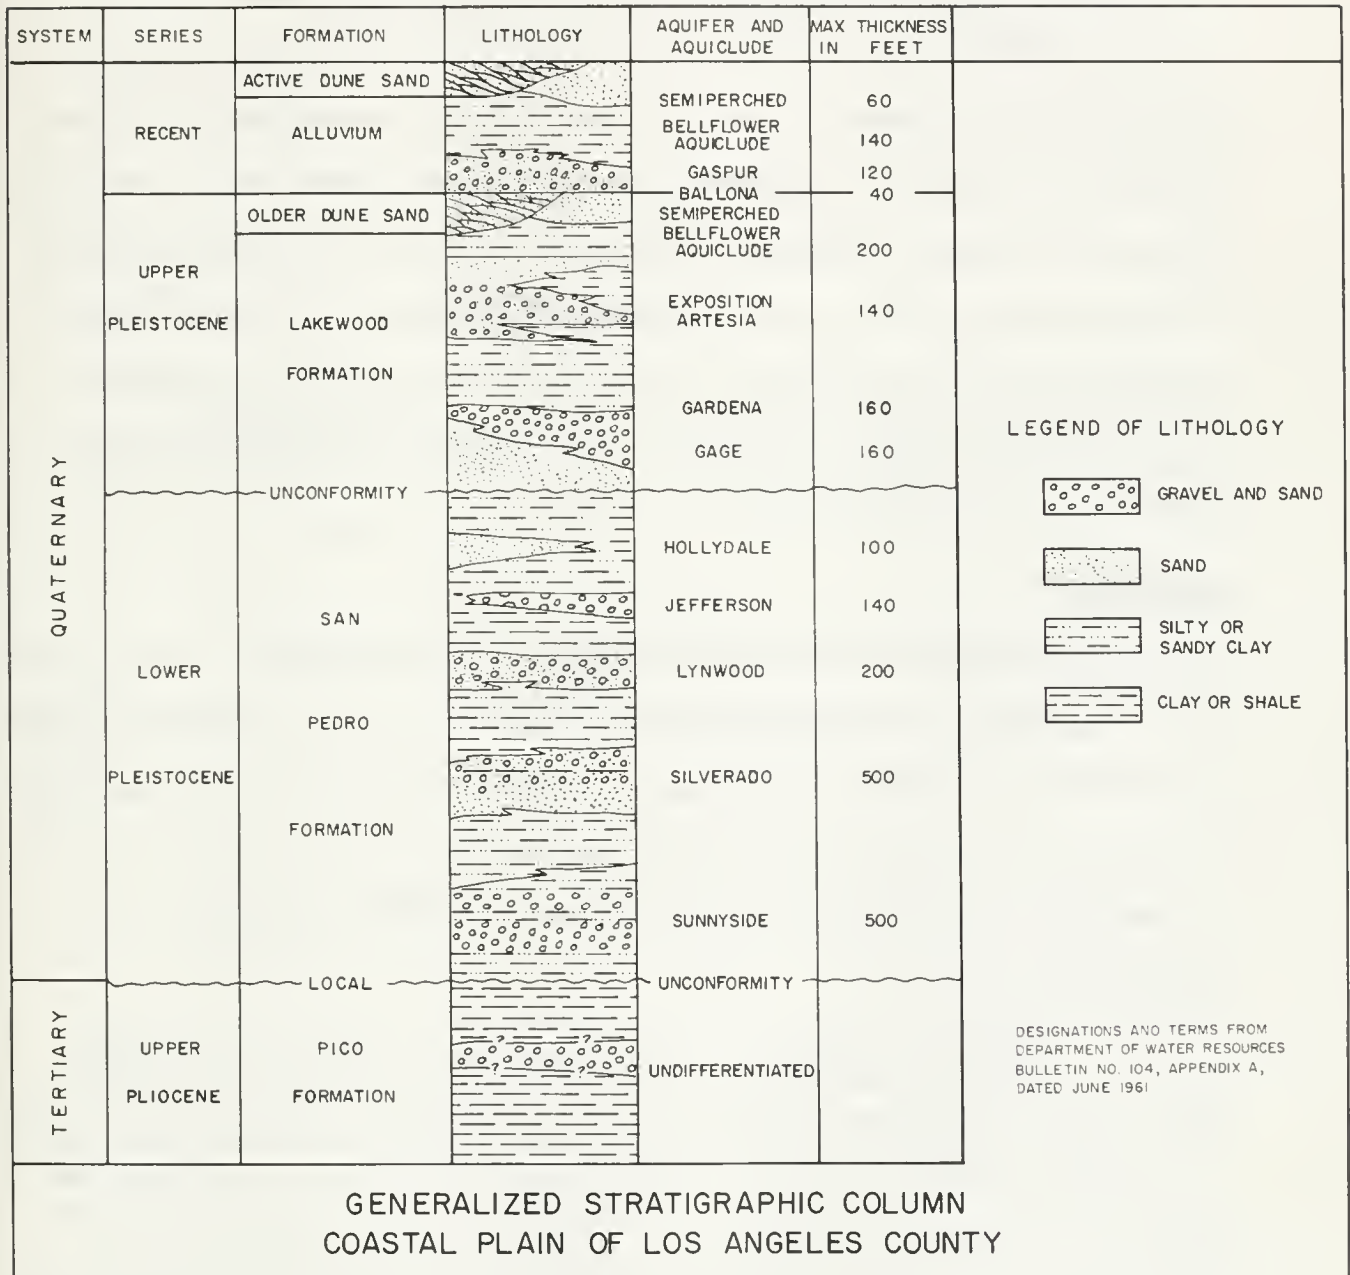 SYSTEM
SERIES
FORMATION
LITHOLOGY
AQUIFER AND
AQUICLUDE
MAX THICKNESS
IN FEET
QUATERNARY
RECENT
ACTIVE DUNE SAND
ALLUVIUM
SEMIPERCHED
60
BELLFLOWER
AQUICLUDE
140
GASPUR
120
BALLONA
40
UPPER
PLEISTOCENE
OLDER DUNE SAND
LAKEWOOD
FORMATION
SEMIPERCHED
BELLFLOWER
AQUICLUDE
200
EXPOSITION
ARTESIA
140
GARDENA
160
GAGE
160
UNCONFORMITY
LOWER
PLEISTOCENE
SAN
PEDRO
FORMATION
HOLLYDALE
100
JEFFERSON
140
LYNWOOD
200
SILVERADO
500
SUNNYSIDE
500
LOCAL
UNCONFORMITY
TERTIARY
UPPER
PLIOCENE
PICO
FORMATION
?
?
?
?
UNDIFFERENTIATED
LEGEND OF LITHOLOGY
GRAVEL AND SAND
SAND
SILTY OR
SANDY CLAY
CLAY OR SHALE
DESIGNATIONS AND TERMS FROM
DEPARTMENT OF WATER RESOURCES
BULLETIN NO. 104, APPENDIX A,
DATED JUNE 1961
GENERALIZED STRATIGRAPHIC COLUMN
COASTAL PLAIN OF LOS ANGELES COUNTY